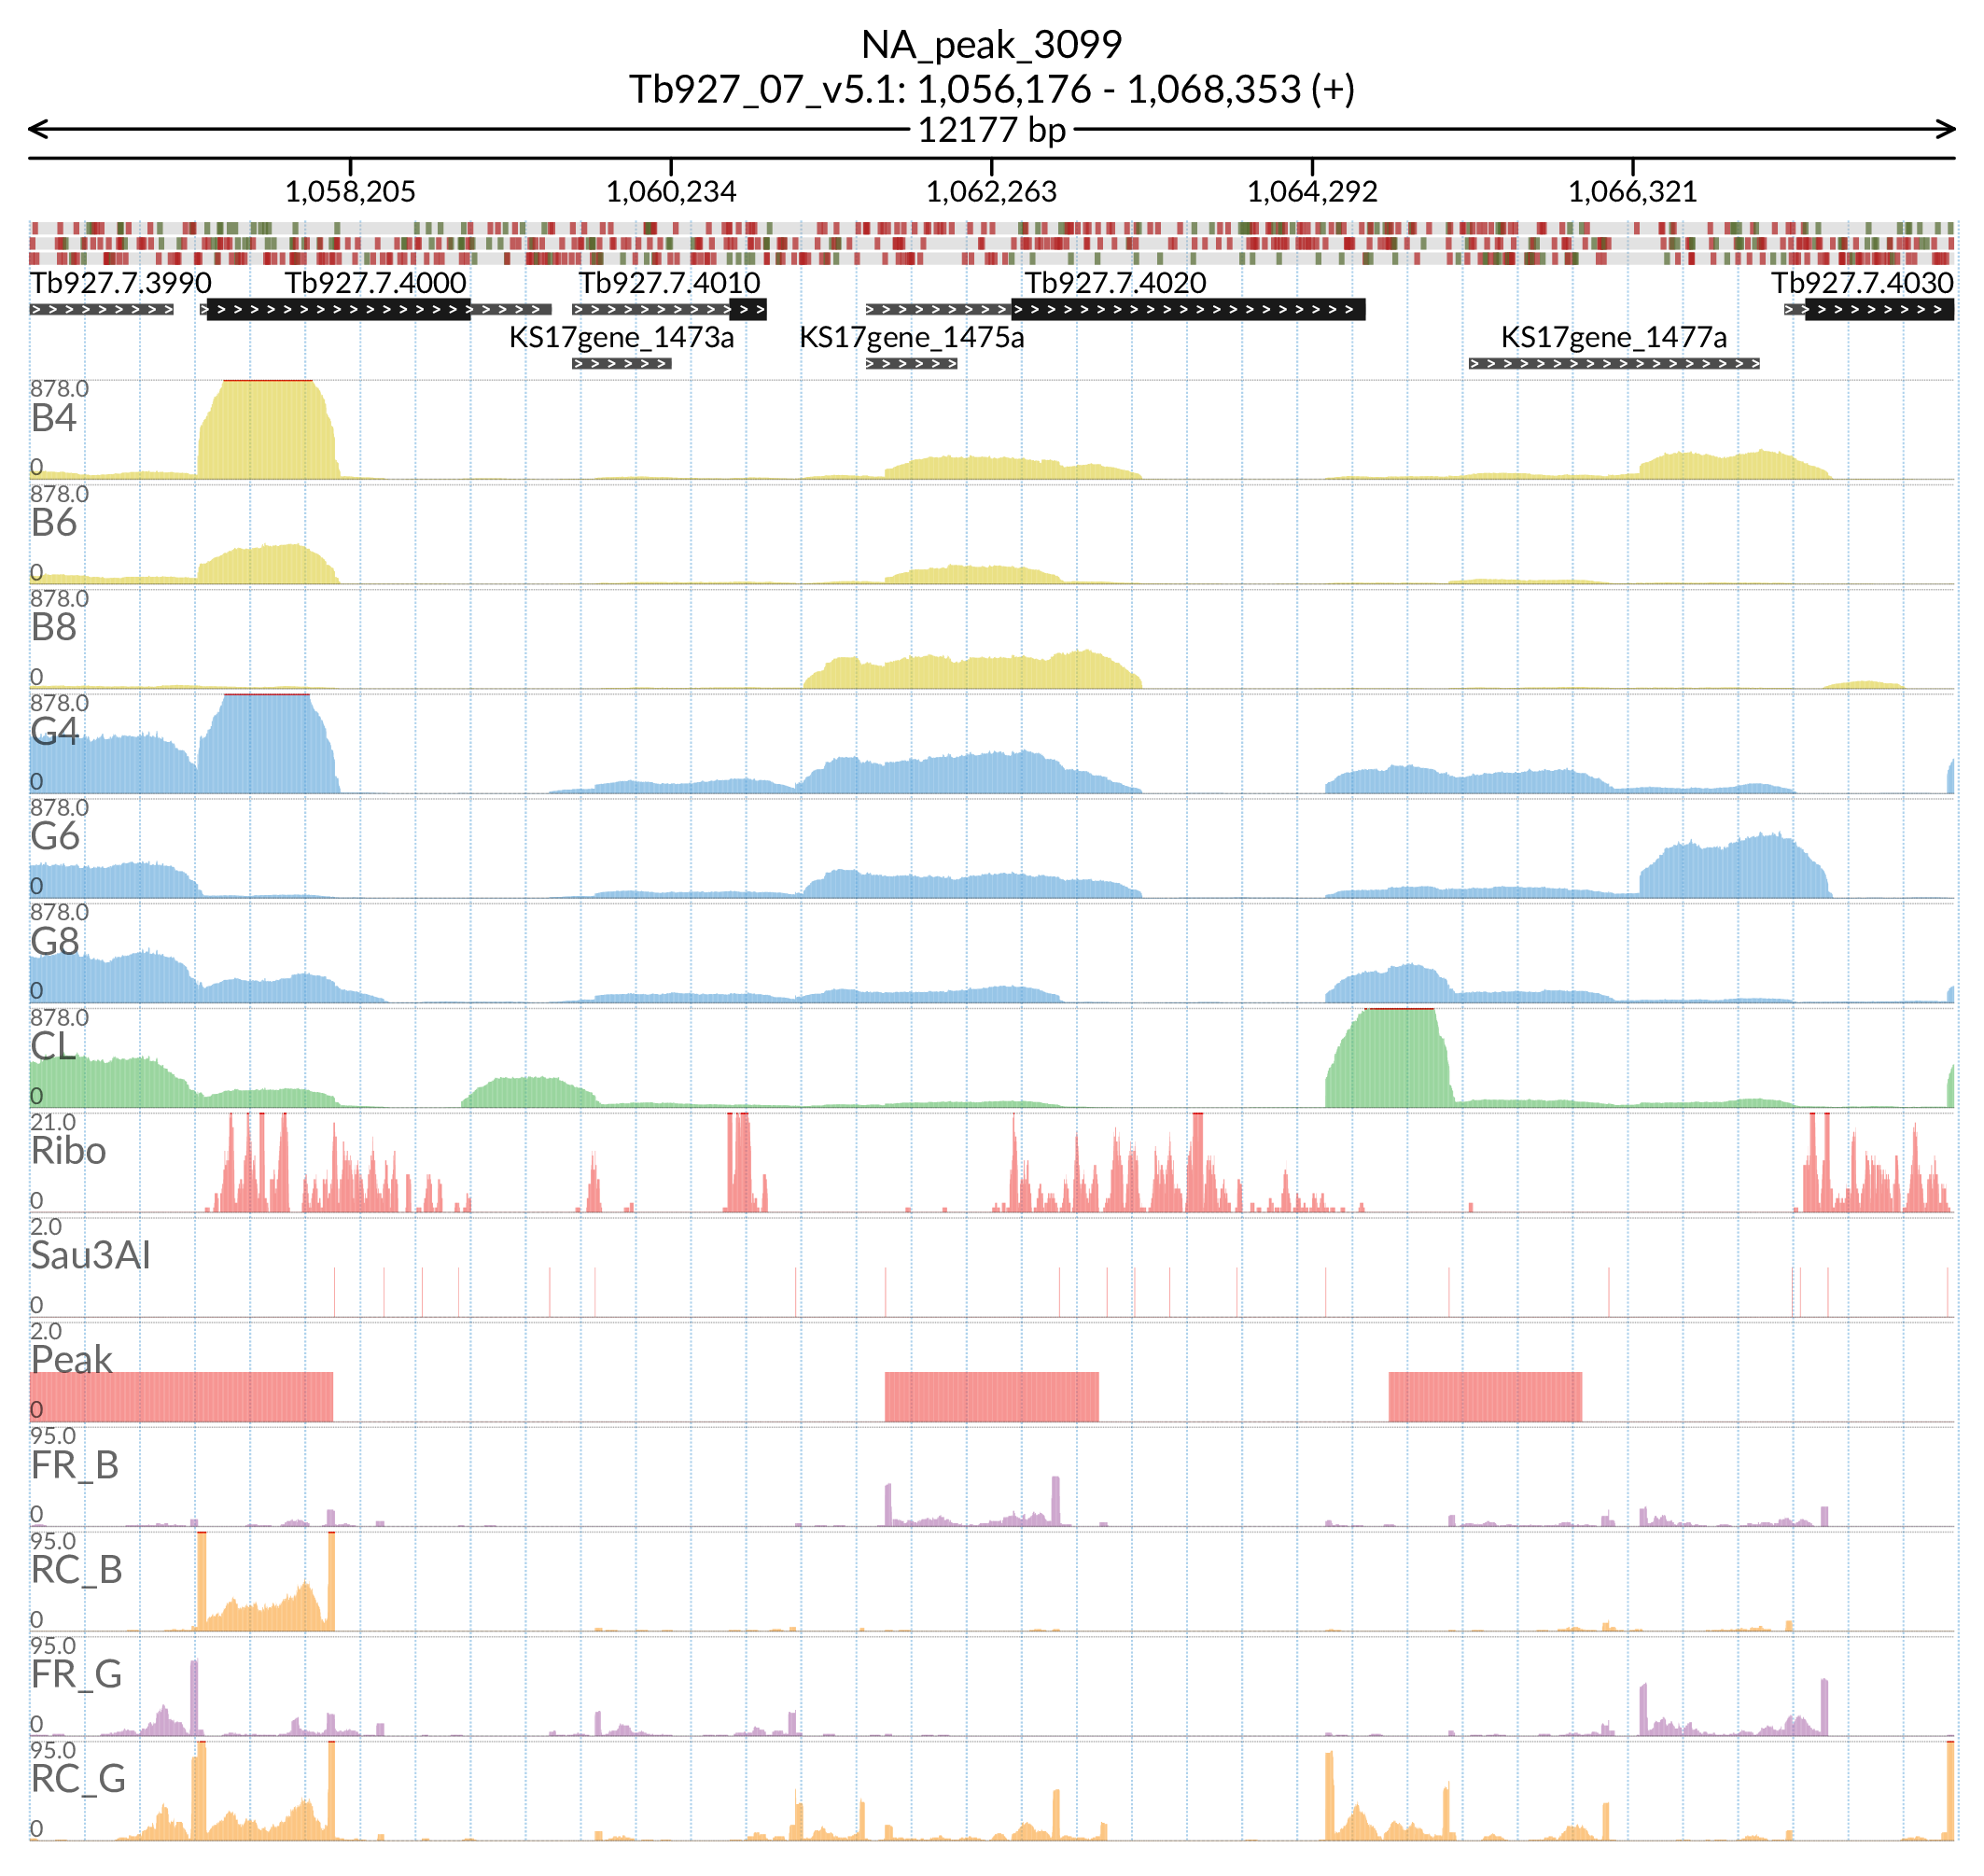 NA_peak_3099
Tb927_07_v5.1: 1,056,176 - 1,068,353 (+)
12177 bp
1,058,205 1,060,234 1,062,263 1,064,292 1,066,321
Tb927.7.3990 Tb927.7.4000 Tb927.7.4010 Tb927.7.4020 Tb927.7.4030
KS17gene_1473a KS17gene_1475a KS17gene_1477a
878.0
B4
0
878.0
B6
0
878.0
B8
0
878.0
G4
0
878.0
G6
0
878.0
G8
0
878.0
CL
0
21.0
Ribo
0
2.0
Sau3AI
0
2.0
Peak
0
95.0
FR_B
0
95.0
RC_B
0
95.0
FR_G
0
95.0
RC_G
0